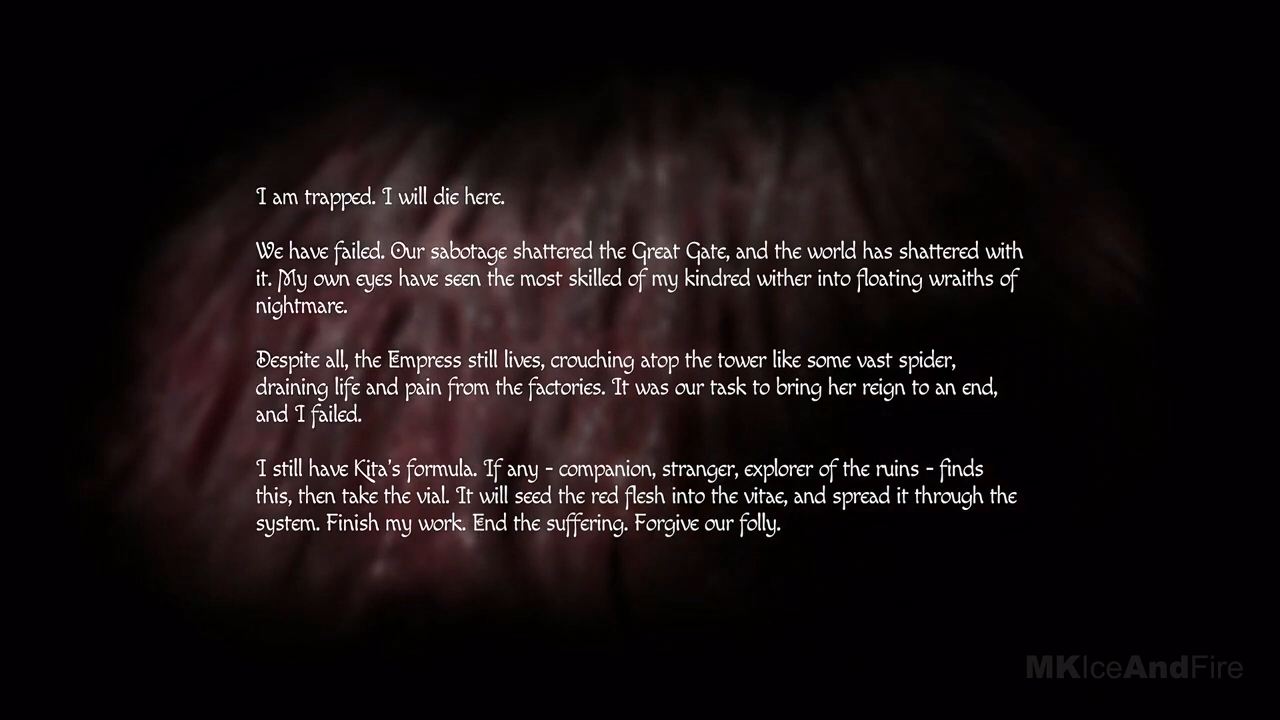 I am trapped. I will die here.
We have failed. Our sabotage shattered the Great Gate, and the world has shattered with
it. My own eyes have seen the most skilled of my kindred wither into floating wraiths of
nightmare.
Despite all, the Empress still lives, crouching atop the tower like some vast spider,
draining life and pain from the factories. It was our task to bring her reign to an end,
and I failed.
I still have Kita's formula. If any - companion, stranger, explorer of the ruins - finds
this, then take the vial. It will seed the red flesh into the vitae, and spread it through the
system. Finish my work. End the suffering. Forgive our folly.
MKIceAndFire